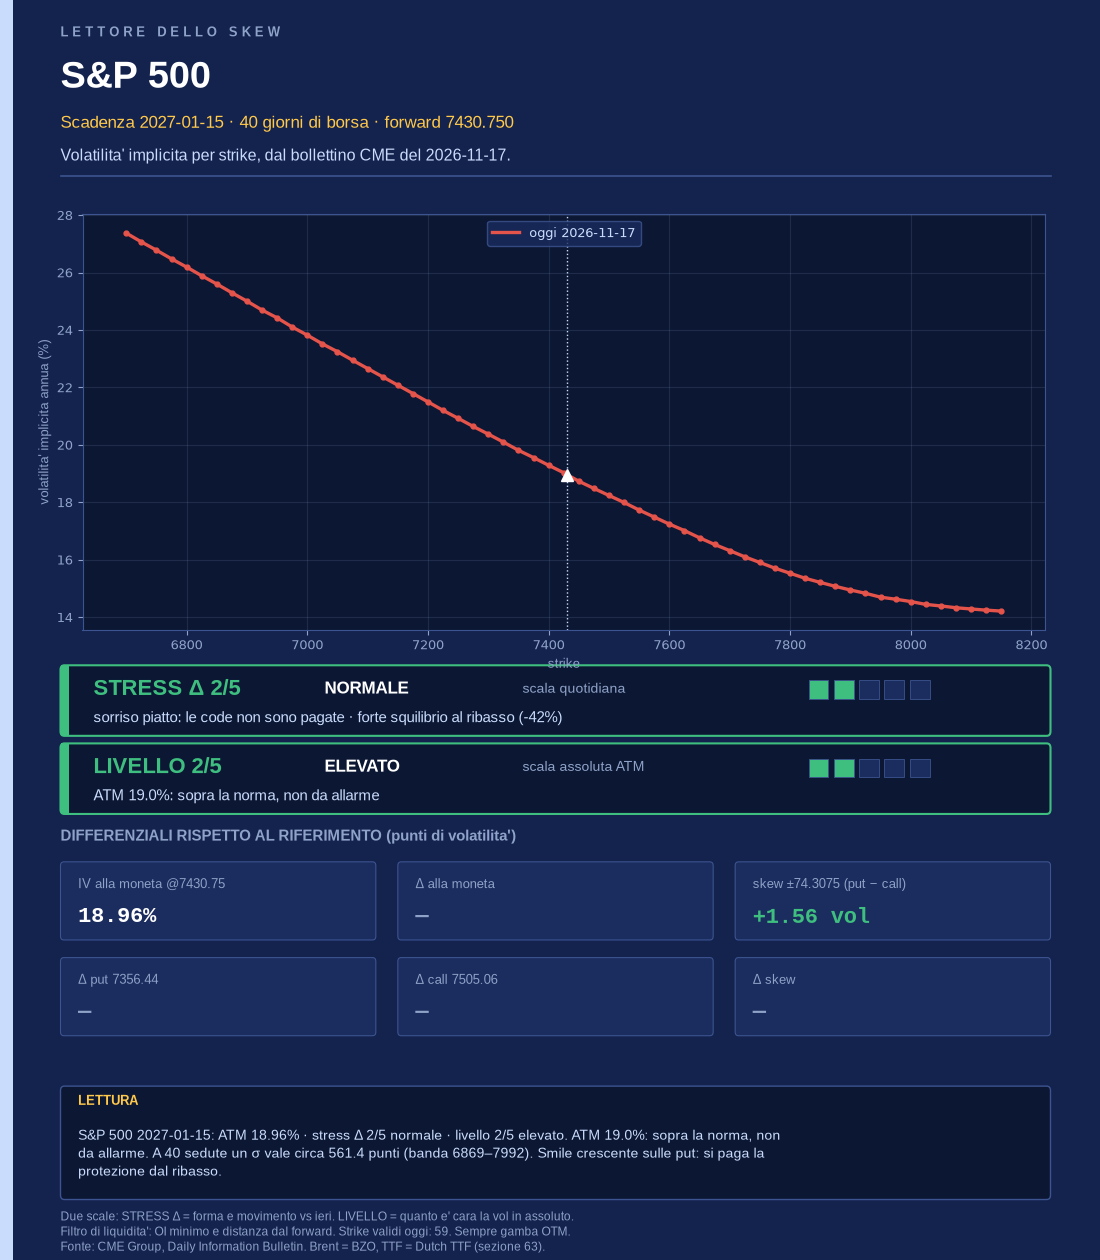 LETTORE DELLO SKEW
S&P 500
Scadenza 2027-01-15 · 40 giorni di borsa · forward 7430.750
Volatilita' implicita per strike, dal bollettino CME del 2026-11-17.
oggi 2026-11-17
volatilita' implicita annua (%)
28
26
24
22
20
18
16
14
6800 7000 7200 7400 7600 7800 8000 8200
strike
STRESS Δ 2/5 NORMALE scala quotidiana
sorriso piatto: le code non sono pagate · forte squilibrio al ribasso (-42%)
LIVELLO 2/5 ELEVATO scala assoluta ATM
ATM 19.0%: sopra la norma, non da allarme
DIFFERENZIALI RISPETTO AL RIFERIMENTO (punti di volatilita')
IV alla moneta @7430.75 Δ alla moneta skew ±74.3075 (put − call)
18.96% — +1.56 vol
Δ put 7356.44 Δ call 7505.06 Δ skew
— — —
LETTURA
S&P 500 2027-01-15: ATM 18.96% · stress Δ 2/5 normale · livello 2/5 elevato. ATM 19.0%: sopra la norma, non
da allarme. A 40 sedute un σ vale circa 561.4 punti (banda 6869–7992). Smile crescente sulle put: si paga la
protezione dal ribasso.
Due scale: STRESS Δ = forma e movimento vs ieri. LIVELLO = quanto e' cara la vol in assoluto.
Filtro di liquidita': OI minimo e distanza dal forward. Strike validi oggi: 59. Sempre gamba OTM.
Fonte: CME Group, Daily Information Bulletin. Brent = BZO, TTF = Dutch TTF (sezione 63).